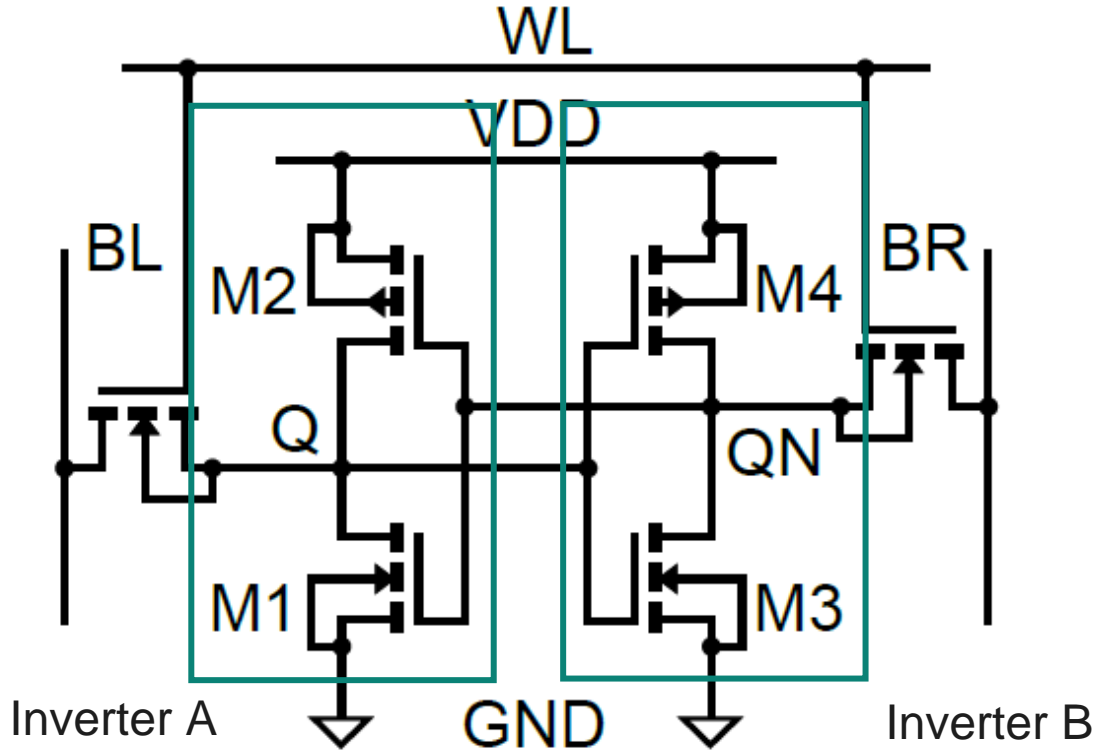 WL
VDD
BL
BR
M2
M4
Q
QN
M1
M3
Inverter A
GND
Inverter B